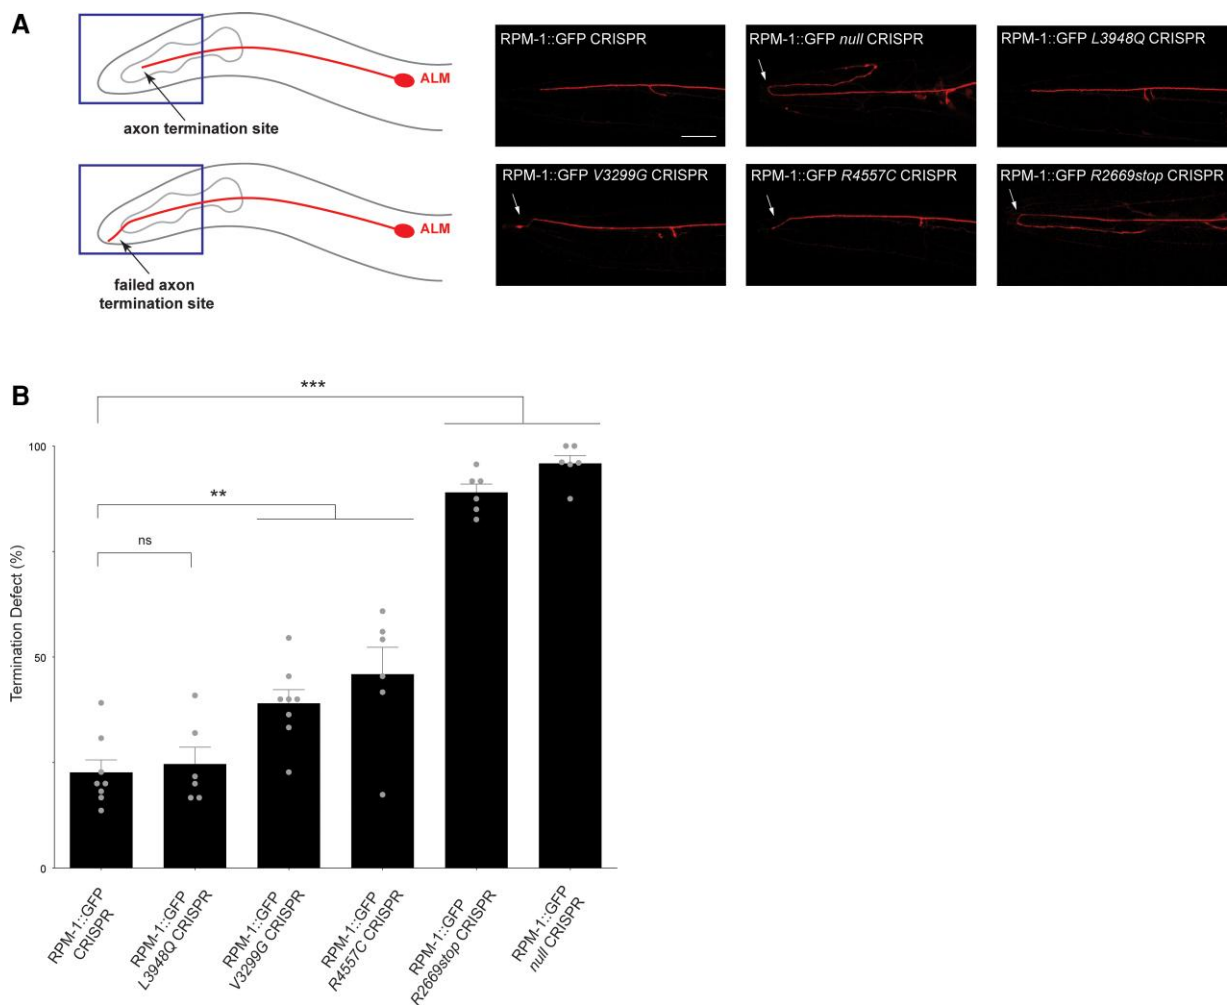 A
ALM
axon termination site
ALM
failed axon
termination site
RPM-1::GFP CRISPR
RPM-1::GFP null CRISPR
RPM-1::GFP L3948Q CRISPR
RPM-1::GFP V3299G CRISPR
RPM-1::GFP R4557C CRISPR
RPM-1::GFP R2669stop CRISPR
B
***
**
ns
Termination Defect (%)
100
50
0
RPM-1::GFP
CRISPR
RPM-1::GFP
L3948Q CRISPR
RPM-1::GFP
V3299G CRISPR
RPM-1::GFP
R4557C CRISPR
RPM-1::GFP
R2669stop CRISPR
RPM-1::GFP
null CRISPR